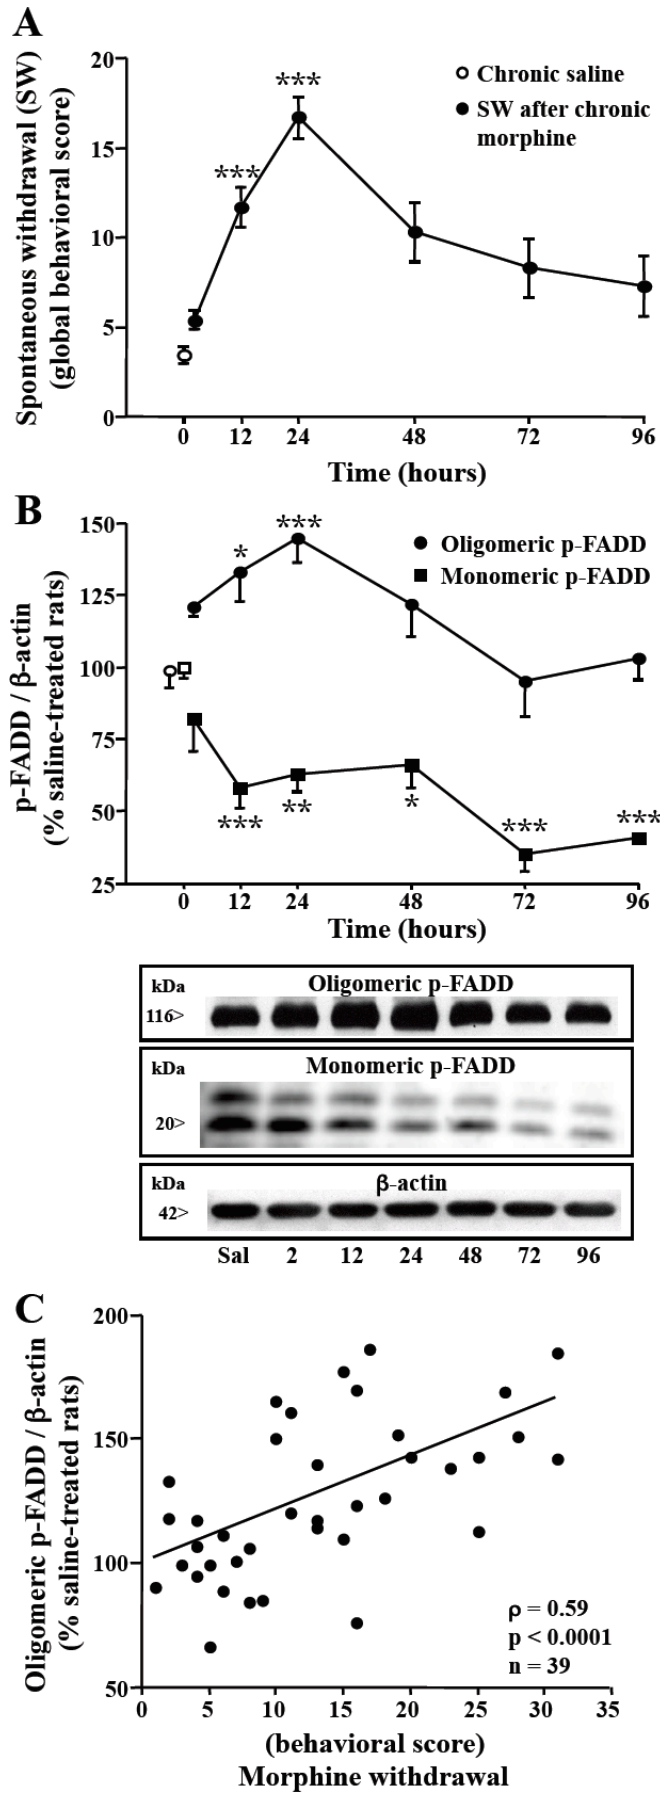 A
Spontaneous withdrawal (SW)
(global behavioral score)
20
15
10
5
0
***
***
Chronic saline
SW after chronic
morphine
0 12 24 48 72 96
Time (hours)
B
p-FADD / β-actin
(% saline-treated rats)
150
125
100
75
50
25
*
***
Oligomeric p-FADD
Monomeric p-FADD
***
**
*
***
***
0 12 24 48 72 96
Time (hours)
kDa
Oligomeric p-FADD
116>
kDa
Monomeric p-FADD
20>
kDa
β-actin
42>
Sal 2 12 24 48 72 96
C
Oligomeric p-FADD / β-actin
(% saline-treated rats)
200
150
100
50
ρ = 0.59
p < 0.0001
n = 39
0 5 10 15 20 25 30 35
(behavioral score)
Morphine withdrawal